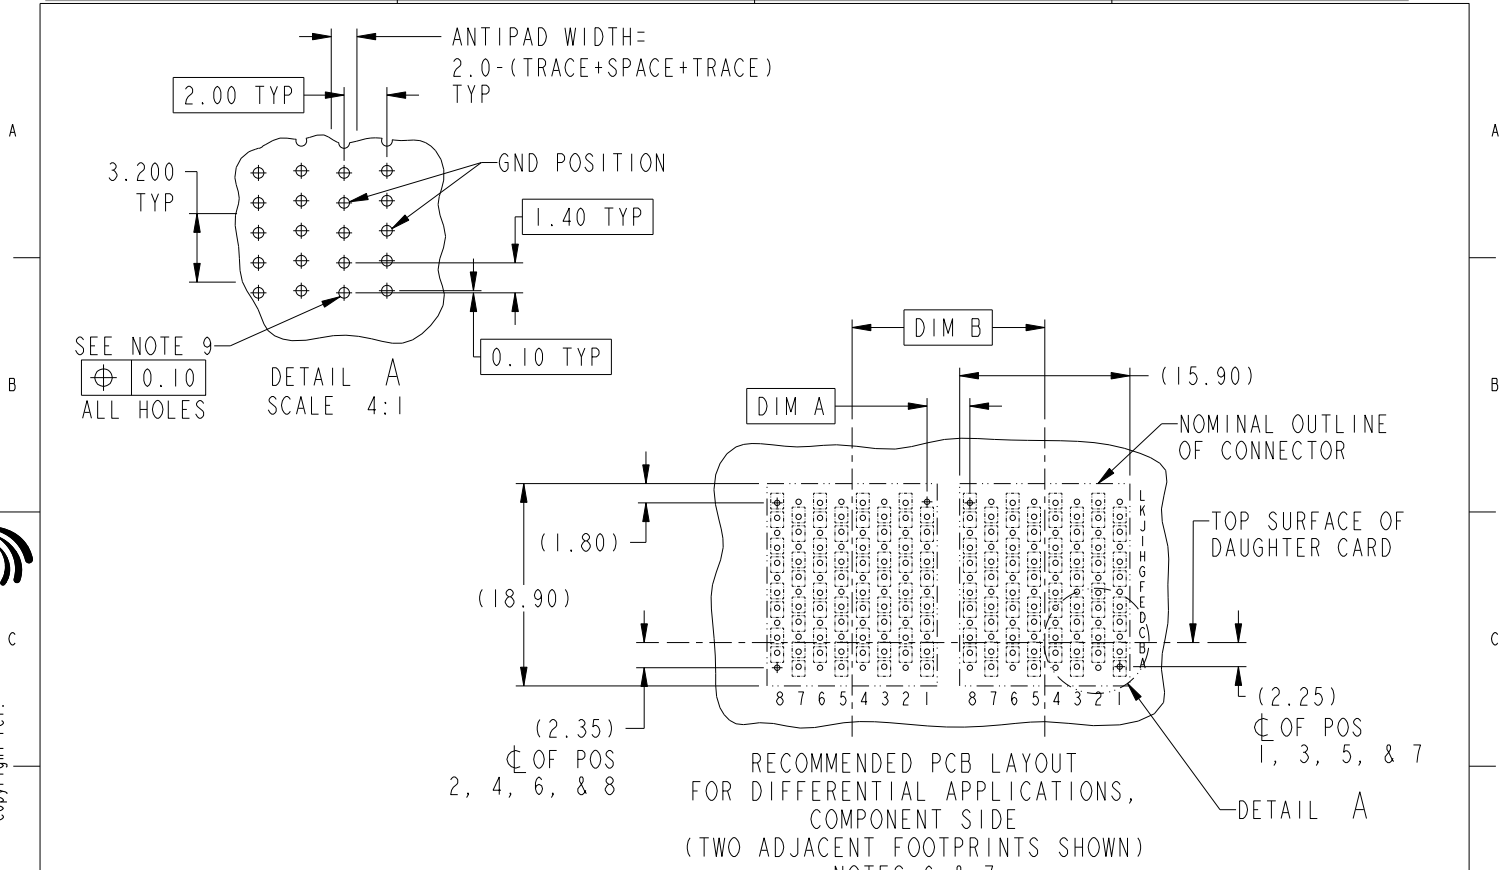 ANTIPAD WIDTH=
2.0-(TRACE+SPACE+TRACE)
TYP
2.00 TYP
A
A
3.200
TYP
GND POSITION
1.40 TYP
SEE NOTE 9
0.10
ALL HOLES
DETAIL A
SCALE 4:1
0.10 TYP
B
B
DIM B
DIM A
(15.90)
NOMINAL OUTLINE
OF CONNECTOR
(1.80)
(18.90)
L
K
J
I
H
G
F
E
D
C
B
A
TOP SURFACE OF
DAUGHTER CARD
C
C
8 7 6 5 4 3 2 1
8 7 6 5 4 3 2 1
(2.35)
℄ OF POS
2, 4, 6, & 8
(2.25)
℄ OF POS
1, 3, 5, & 7
DETAIL A
RECOMMENDED PCB LAYOUT
FOR DIFFERENTIAL APPLICATIONS,
COMPONENT SIDE
(TWO ADJACENT FOOTPRINTS SHOWN)
NOTES 6 & 7